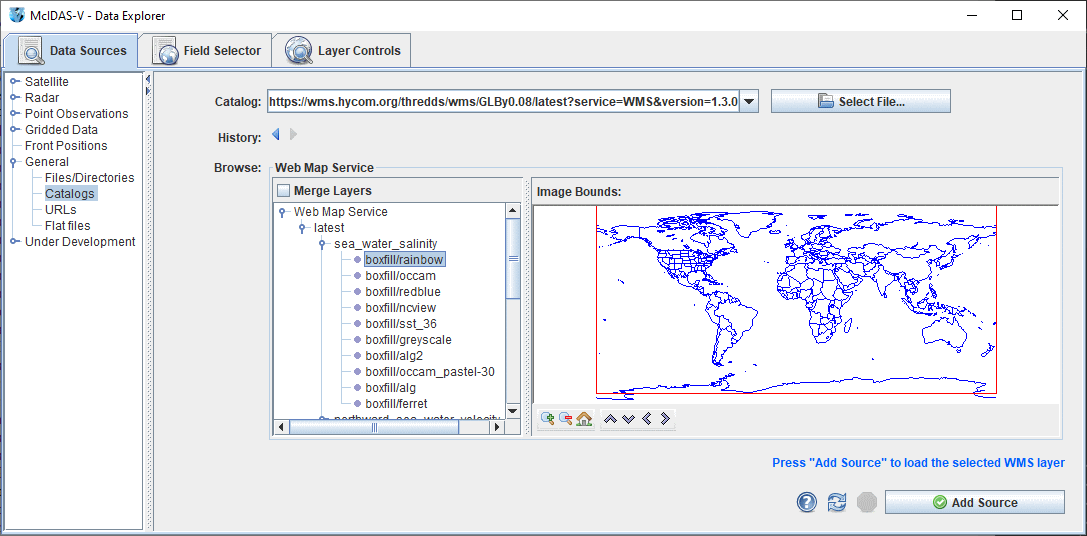 McIDAS-V - Data Explorer
Data Sources
Field Selector
Layer Controls
Satellite
Radar
Point Observations
Gridded Data
Front Positions
General
Files/Directories
Catalogs
URLs
Flat files
Under Development
Catalog: https://wms.hycom.org/thredds/wms/GLBy0.08/latest?service=WMS&version=1.3.0
Select File...
History:
Browse:
Web Map Service
Merge Layers
Web Map Service
latest
sea_water_salinity
boxfill/rainbow
boxfill/occam
boxfill/redblue
boxfill/ncview
boxfill/sst_36
boxfill/greyscale
boxfill/alg2
boxfill/occam_pastel-30
boxfill/alg
boxfill/ferret
northward_sea_water_velocity
Image Bounds:
Press "Add Source" to load the selected WMS layer
Add Source